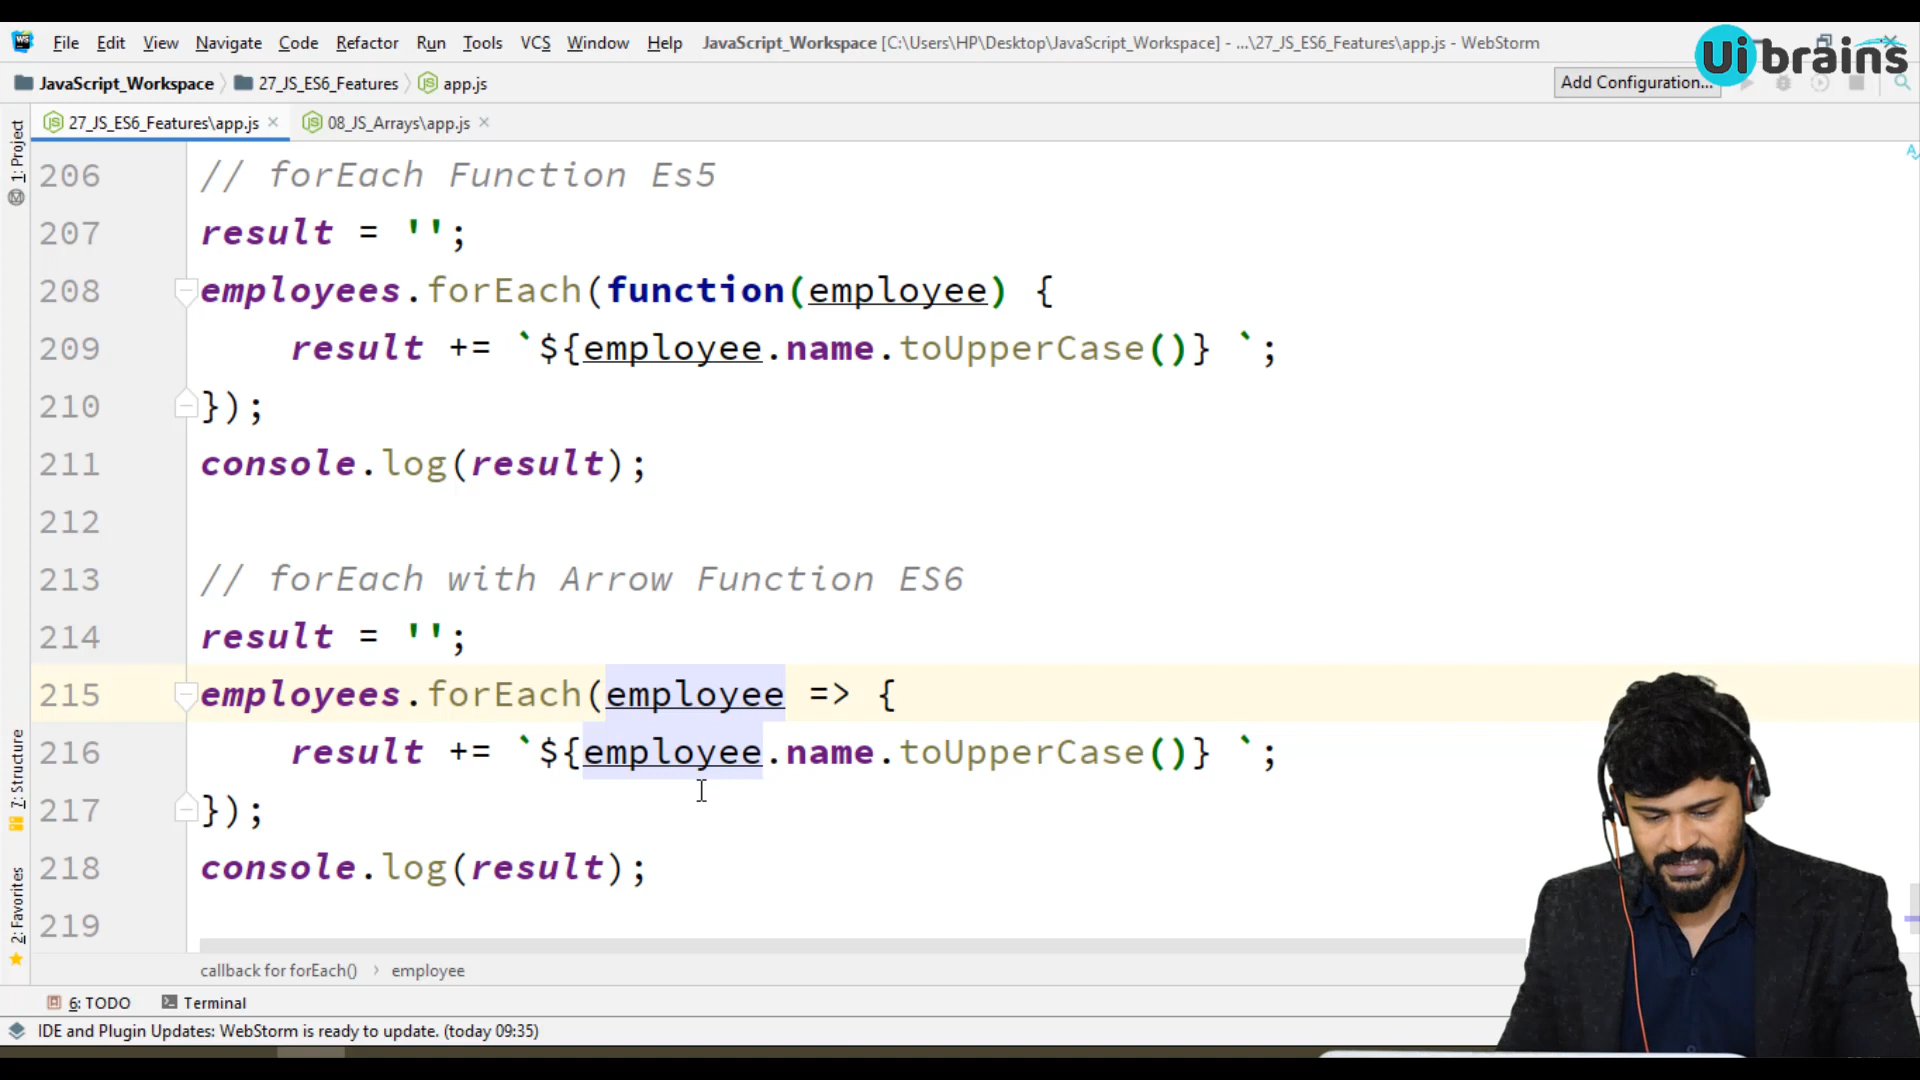 File Edit View Navigate Code Refactor Run Tools VCS Window Help JavaScript_Workspace [C:\Users\HP\Desktop\JavaScript_Workspace] - ...\27_JS_ES6_Features\app.js - WebStorm
Ui brains
JavaScript_Workspace 27_JS_ES6_Features app.js
Add Configuration...
27_JS_ES6_Features\app.js
08_JS_Arrays\app.js
1: Project
7: Structure
2: Favorites
206 // forEach Function Es5
207 result = '';
208 employees.forEach(function(employee) {
209 result += `${employee.name.toUpperCase()} `;
210 });
211 console.log(result);
212
213 // forEach with Arrow Function ES6
214 result = '';
215 employees.forEach(employee => {
216 result += `${employee.name.toUpperCase()} `;
217 });
218 console.log(result);
219
callback for forEach() › employee
6: TODO Terminal
IDE and Plugin Updates: WebStorm is ready to update. (today 09:35)